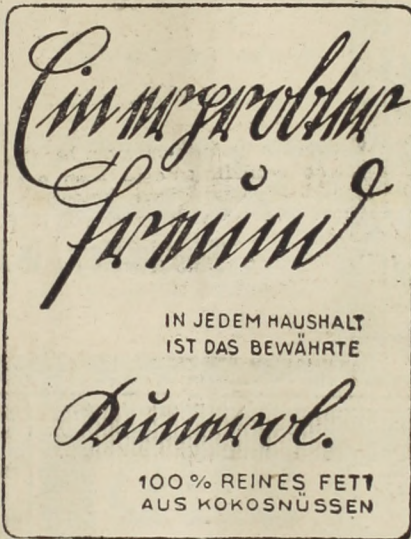 Ein erprobter
Freund
IN JEDEM HAUSHALT
IST DAS BEWÄHRTE
Kunerol.
100% REINES FETT
AUS KOKOSNÜSSEN